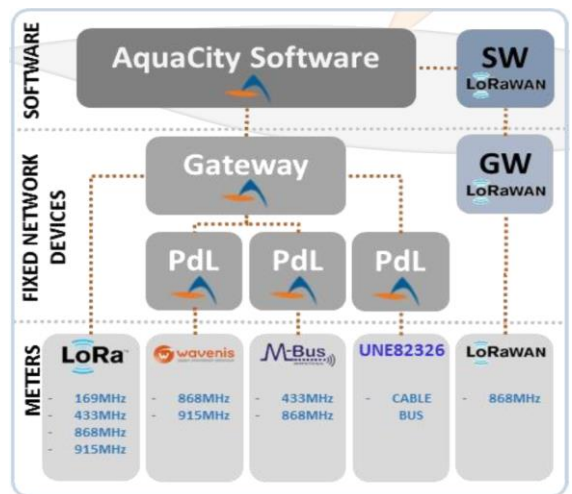 SOFTWARE
AquaCity Software
SW
LoRaWAN
FIXED NETWORK
DEVICES
Gateway
GW
LoRaWAN
PdL
PdL
PdL
METERS
LoRa™
- 169MHz
- 433MHz
- 868MHz
- 915MHz
wavenis
- 868MHz
- 915MHz
M-Bus
- 433MHz
- 868MHz
UNE82326
- CABLE
BUS
LoRaWAN
- 868MHz